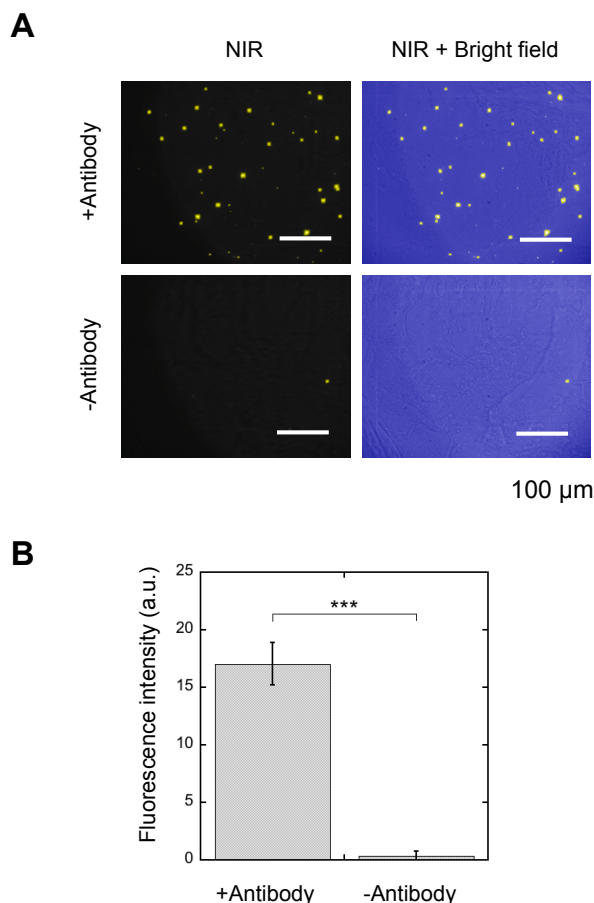 A
NIR
NIR + Bright field
+Antibody
-Antibody
100 µm
B
Fluorescence intensity (a.u.)
25
20
15
10
5
0
***
+Antibody
-Antibody